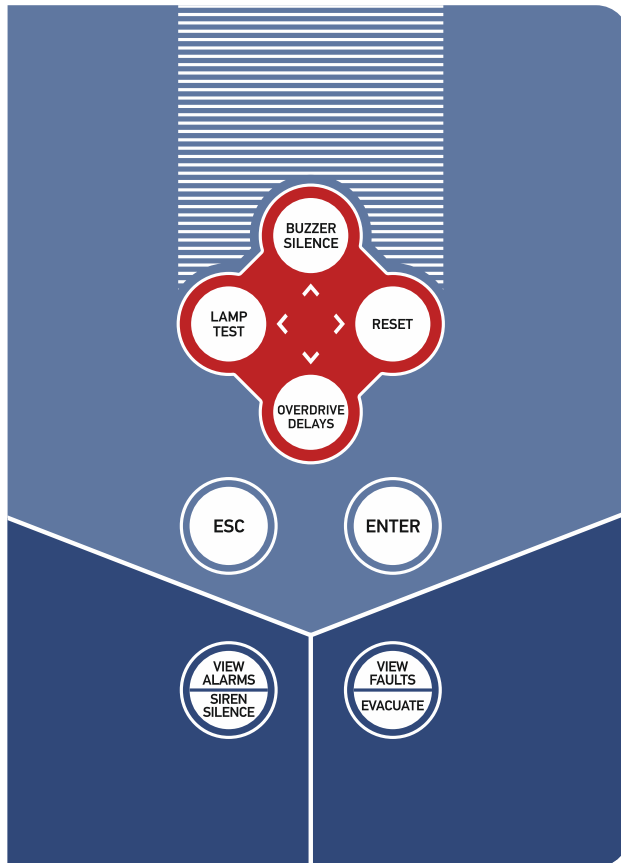 BUZZER
SILENCE
LAMP
TEST
RESET
OVERDRIVE
DELAYS
ESC
ENTER
VIEW
ALARMS
SIREN
SILENCE
VIEW
FAULTS
EVACUATE